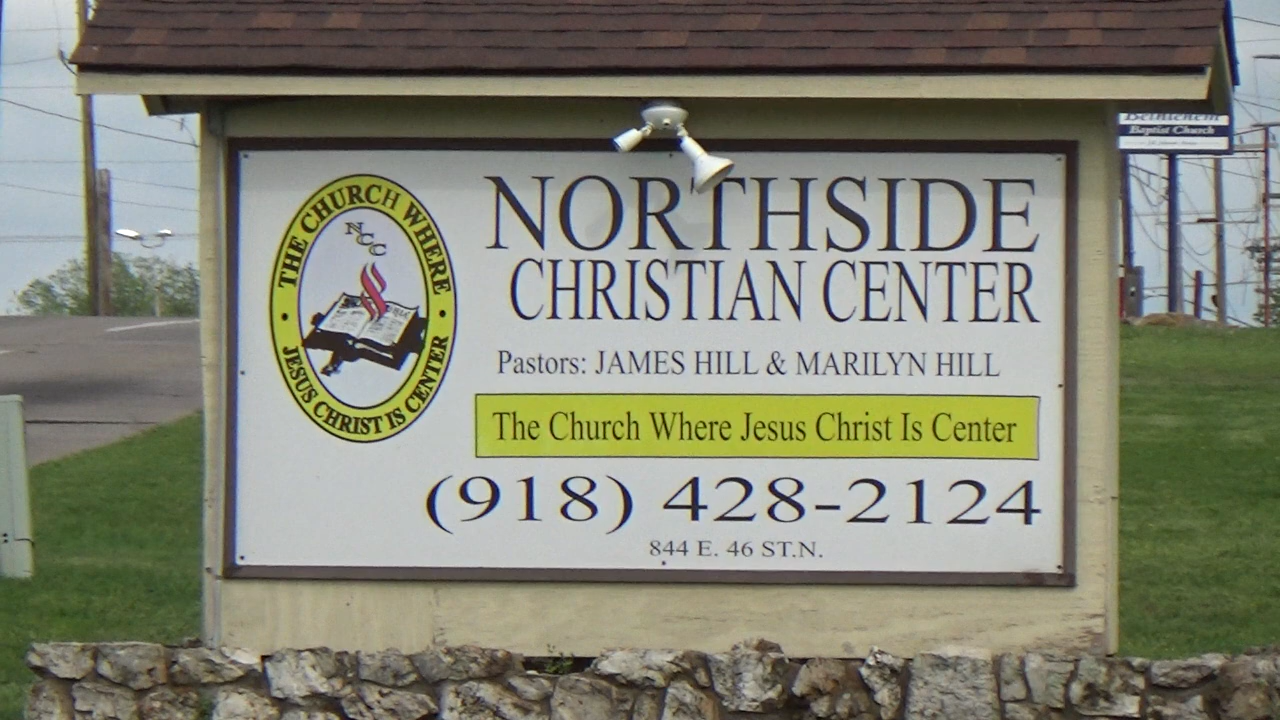 THE CHURCH WHERE
NCC
JESUS CHRIST IS CENTER
NORTHSIDE
CHRISTIAN CENTER
Pastors: JAMES HILL & MARILYN HILL
The Church Where Jesus Christ Is Center
(918) 428-2124
844 E. 46 ST.N.
Bethlehem
Baptist Church